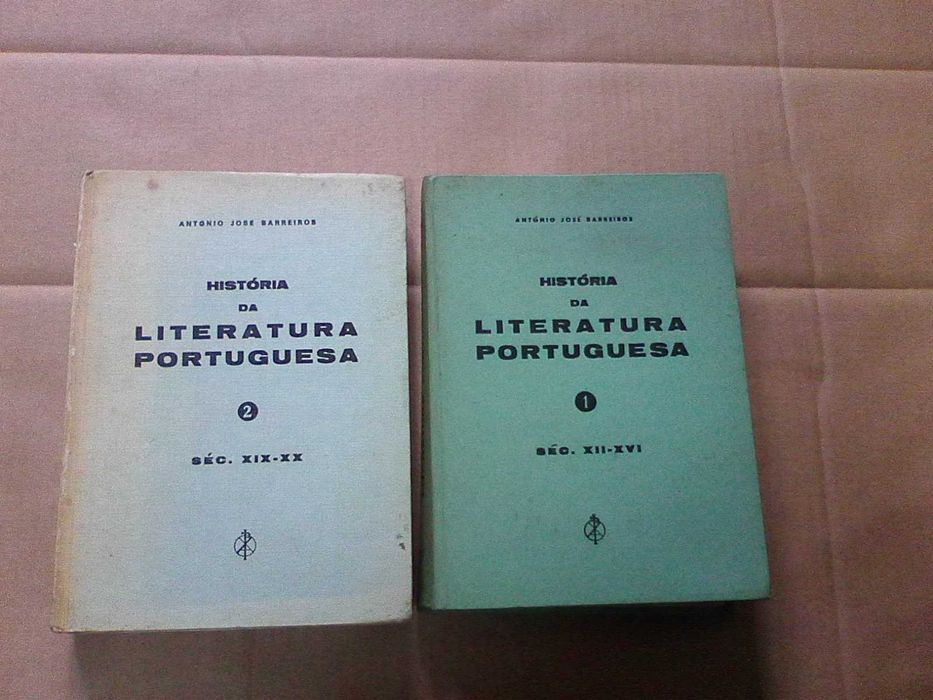 ANTÓNIO JOSÉ BARREIROS
HISTÓRIA
DA
LITERATURA
PORTUGUESA
2
SÉC. XIX-XX
ANTÓNIO JOSÉ BARREIROS
HISTÓRIA
DA
LITERATURA
PORTUGUESA
1
SÉC. XII-XVI